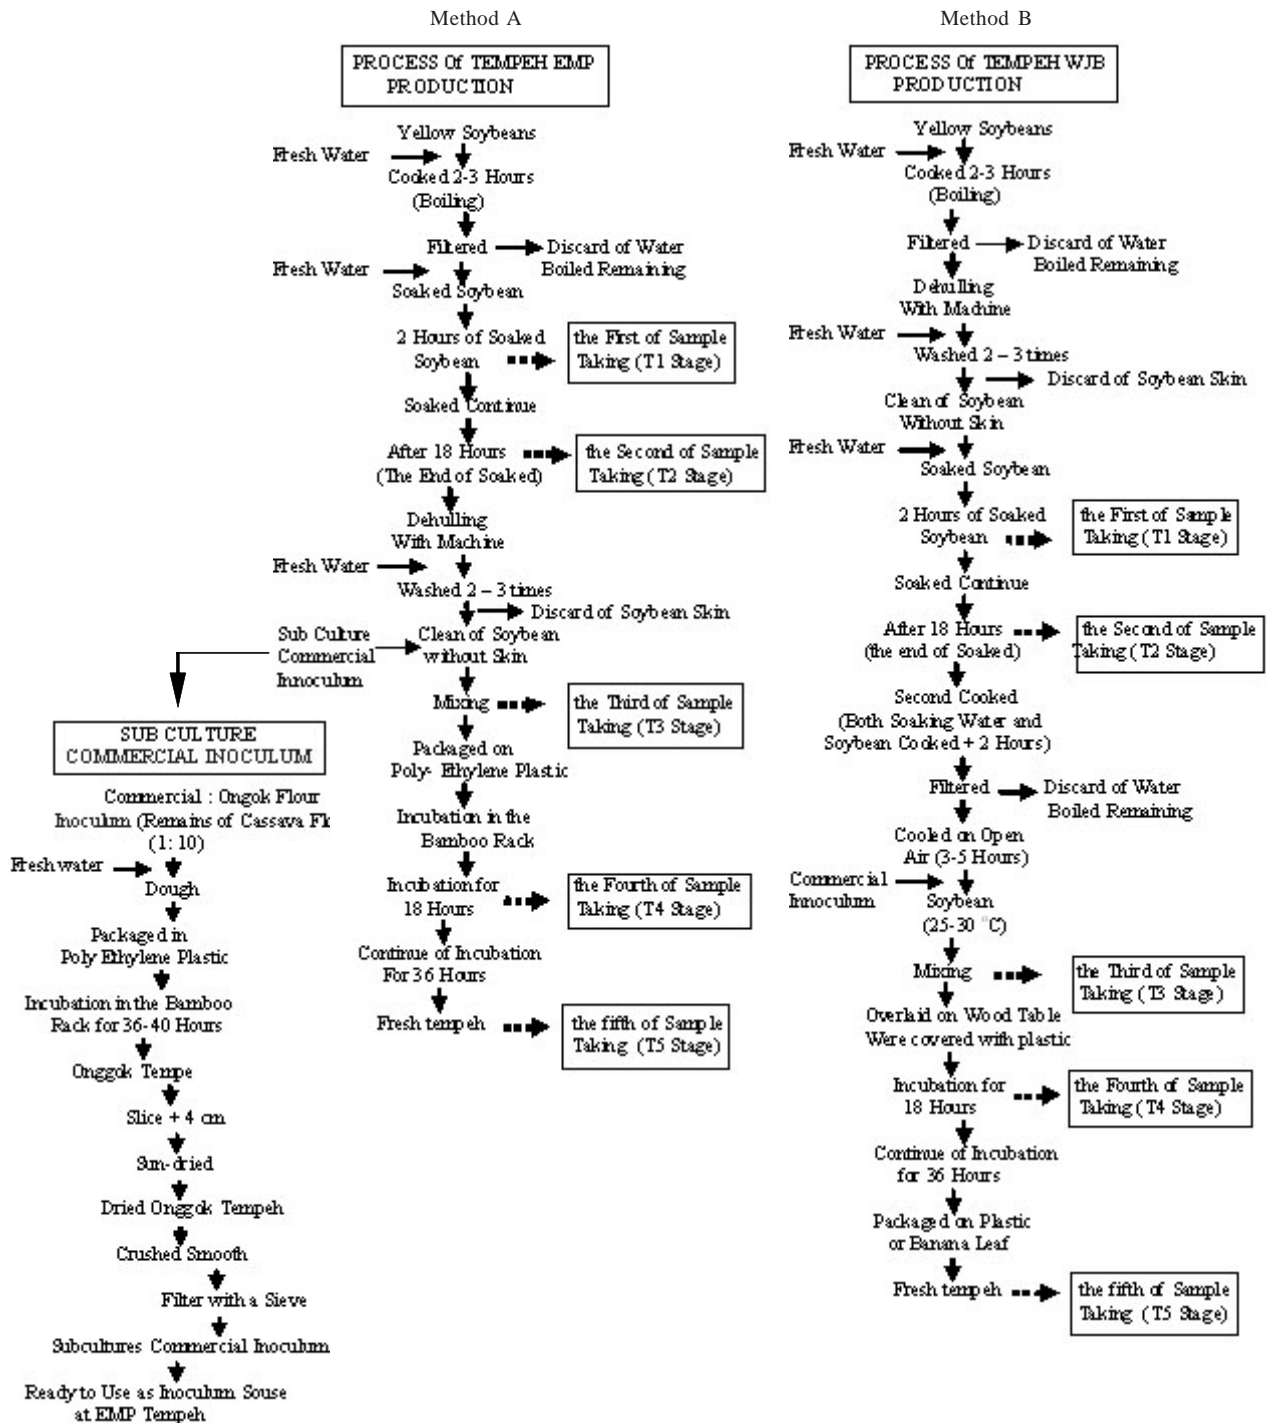 Method A
PROCESS Of TEMPEH EMP
PRODUCTION
Yellow Soybeans
Fresh Water
Cooked 2-3 Hours
(Boiling)
Filtered
Discard of Water
Boiled Remaining
Fresh Water
Soaked Soybean
2 Hours of Soaked
Soybean
the First of Sample
Taking (T1 Stage)
Soaked Continue
After 18 Hours
(The End of Soaked)
the Second of Sample
Taking (T2 Stage)
Dehulling
With Machine
Fresh Water
Washed 2 – 3 times
Discard of Soybean Skin
Sub Culture
Commercial
Innoculum
Clean of Soybean
without Skin
Mixing
the Third of Sample
Taking (T3 Stage)
Packaged on
Poly- Ethylene Plastic
Incubation in the
Bamboo Rack
Incubation for
18 Hours
the Fourth of Sample
Taking (T4 Stage)
Continue of Incubation
For 36 Hours
Fresh tempeh
the fifth of Sample
Taking (T5 Stage)
SUB CULTURE
COMMERCIAL INOCULUM
Commercial : Ongok Flour
Inoculum (Remains of Cassava Fl
(1: 10)
Fresh water
Dough
Packaged in
Poly Ethylene Plastic
Incubation in the Bamboo
Rack for 36-40 Hours
Onggok Tempe
Slice + 4 cm
Sun-dried
Dried Onggok Tempeh
Crushed Smooth
Filter with a Sieve
Subcultures Commercial Inoculum
Ready to Use as Inoculum Souse
at EMP Tempeh
Method B
PROCESS Of TEMPEH WJB
PRODUCTION
Yellow Soybeans
Fresh Water
Cooked 2-3 Hours
(Boiling)
Filtered
Discard of Water
Boiled Remaining
Dehulling
With Machine
Fresh Water
Washed 2 – 3 times
Discard of Soybean Skin
Clean of Soybean
Without Skin
Fresh Water
Soaked Soybean
2 Hours of Soaked
Soybean
the First of Sample
Taking (T1 Stage)
Soaked Continue
After 18 Hours
(the end of Soaked)
the Second of Sample
Taking (T2 Stage)
Second Cooked
(Both Soaking Water and
Soybean Cooked + 2 Hours)
Filtered
Discard of Water
Boiled Remaining
Cooled on Open
Air (3-5 Hours)
Commercial
Innoculum
Soybean
(25-30 °C)
Mixing
the Third of Sample
Taking (T3 Stage)
Overlaid on Wood Table
Were covered with plastic
Incubation for
18 Hours
the Fourth of Sample
Taking (T4 Stage)
Continue of Incubation
for 36 Hours
Packaged on Plastic
or Banana Leaf
Fresh tempeh
the fifth of Sample
Taking (T5 Stage)